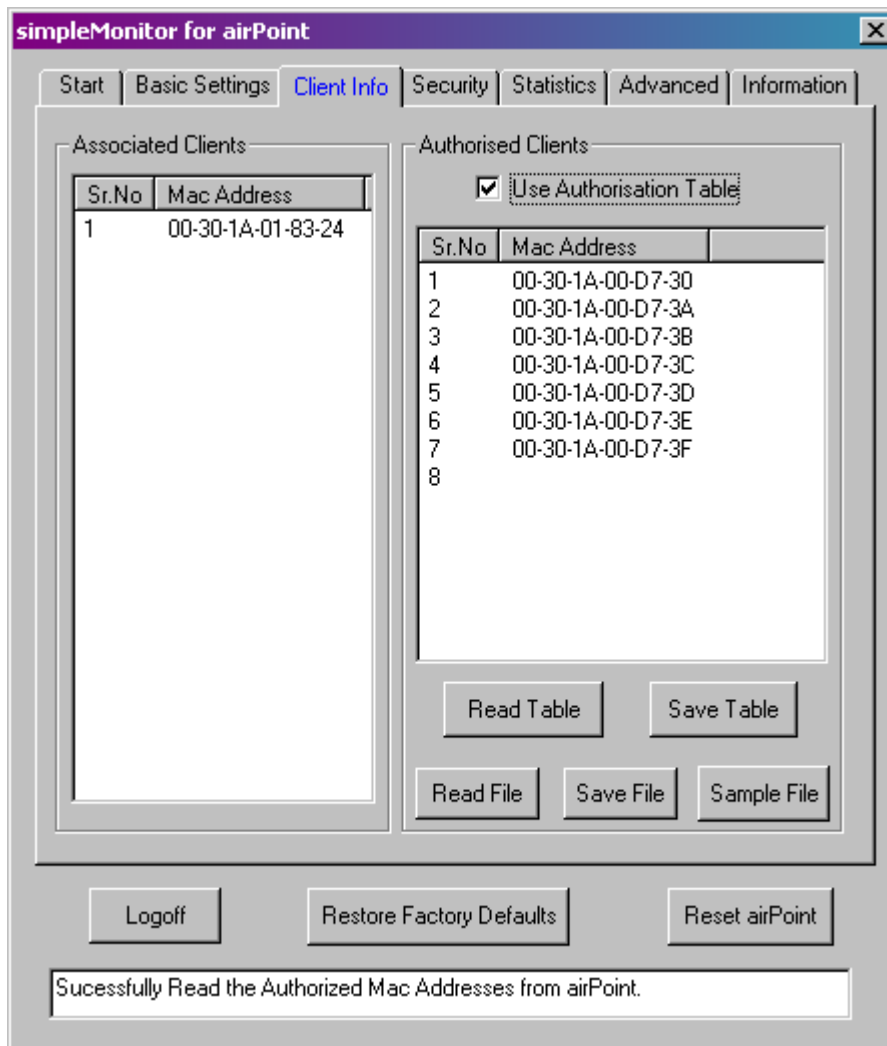 simpleMonitor for airPoint
Start Basic Settings Client Info Security Statistics Advanced Information
Associated Clients
Sr.No Mac Address
1 00-30-1A-01-83-24
Authorised Clients
Use Authorisation Table
Sr.No Mac Address
1 00-30-1A-00-D7-30
2 00-30-1A-00-D7-3A
3 00-30-1A-00-D7-3B
4 00-30-1A-00-D7-3C
5 00-30-1A-00-D7-3D
6 00-30-1A-00-D7-3E
7 00-30-1A-00-D7-3F
8
Read Table Save Table
Read File Save File Sample File
Logoff Restore Factory Defaults Reset airPoint
Sucessfully Read the Authorized Mac Addresses from airPoint.